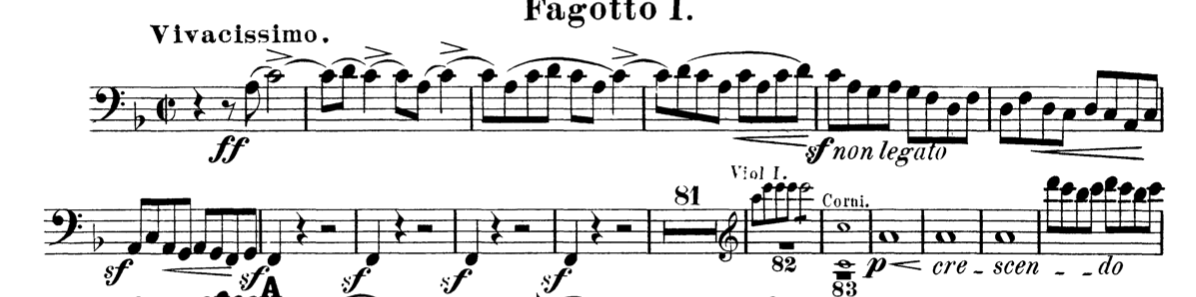 Fagotto I.
Vivacissimo.
ff
sf non legato
81
Viol I.
Corni.
sf sf sf sf sf 82 p cre - scen - - do
A 83